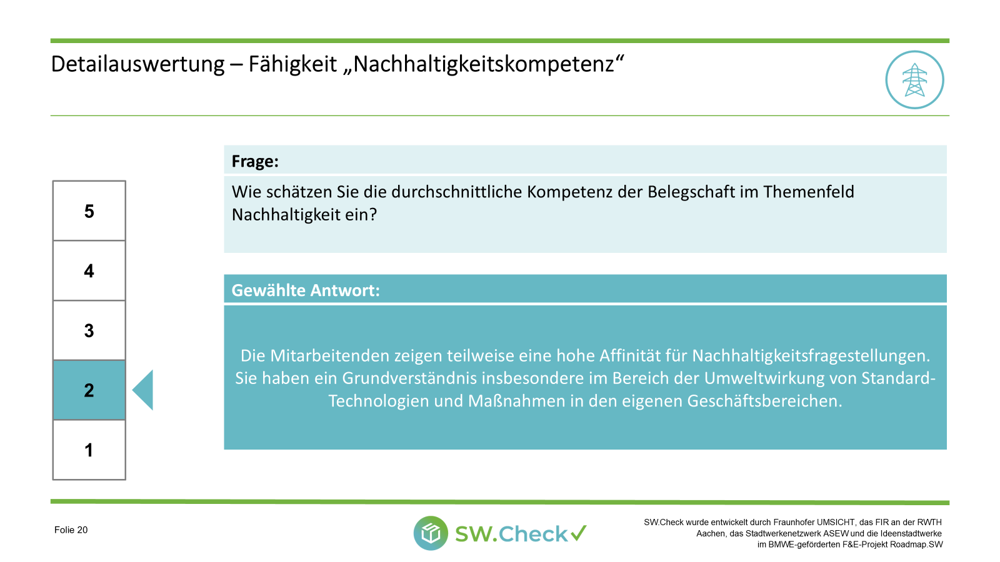 Detailauswertung – Fähigkeit „Nachhaltigkeitskompetenz“
Frage:
Wie schätzen Sie die durchschnittliche Kompetenz der Belegschaft im Themenfeld
Nachhaltigkeit ein?
5
4
3
2
1
Gewählte Antwort:
Die Mitarbeitenden zeigen teilweise eine hohe Affinität für Nachhaltigkeitsfragestellungen.
Sie haben ein Grundverständnis insbesondere im Bereich der Umweltwirkung von Standard-
Technologien und Maßnahmen in den eigenen Geschäftsbereichen.
Folie 20
SW.Check
SW.Check wurde entwickelt durch Fraunhofer UMSICHT, das FIR an der RWTH
Aachen, das Stadtwerkenetzwerk ASEW und die Ideenstadtwerke
im BMWE-geförderten F&E-Projekt Roadmap.SW